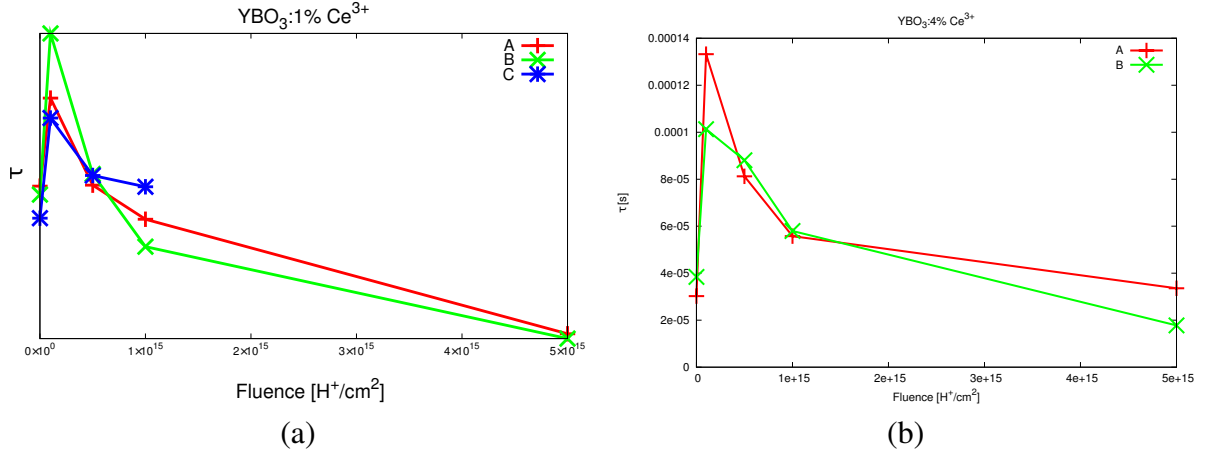 YBO3:1% Ce3+
A
B
C
τ
0×10^0
1×10^15
2×10^15
3×10^15
4×10^15
5×10^15
Fluence [H+/cm2]
(a)
YBO3:4% Ce3+
A
B
0.00014
0.00012
0.0001
8e-05
6e-05
4e-05
2e-05
0
τ [s]
0
1e+15
2e+15
3e+15
4e+15
5e+15
Fluence [H+/cm2]
(b)